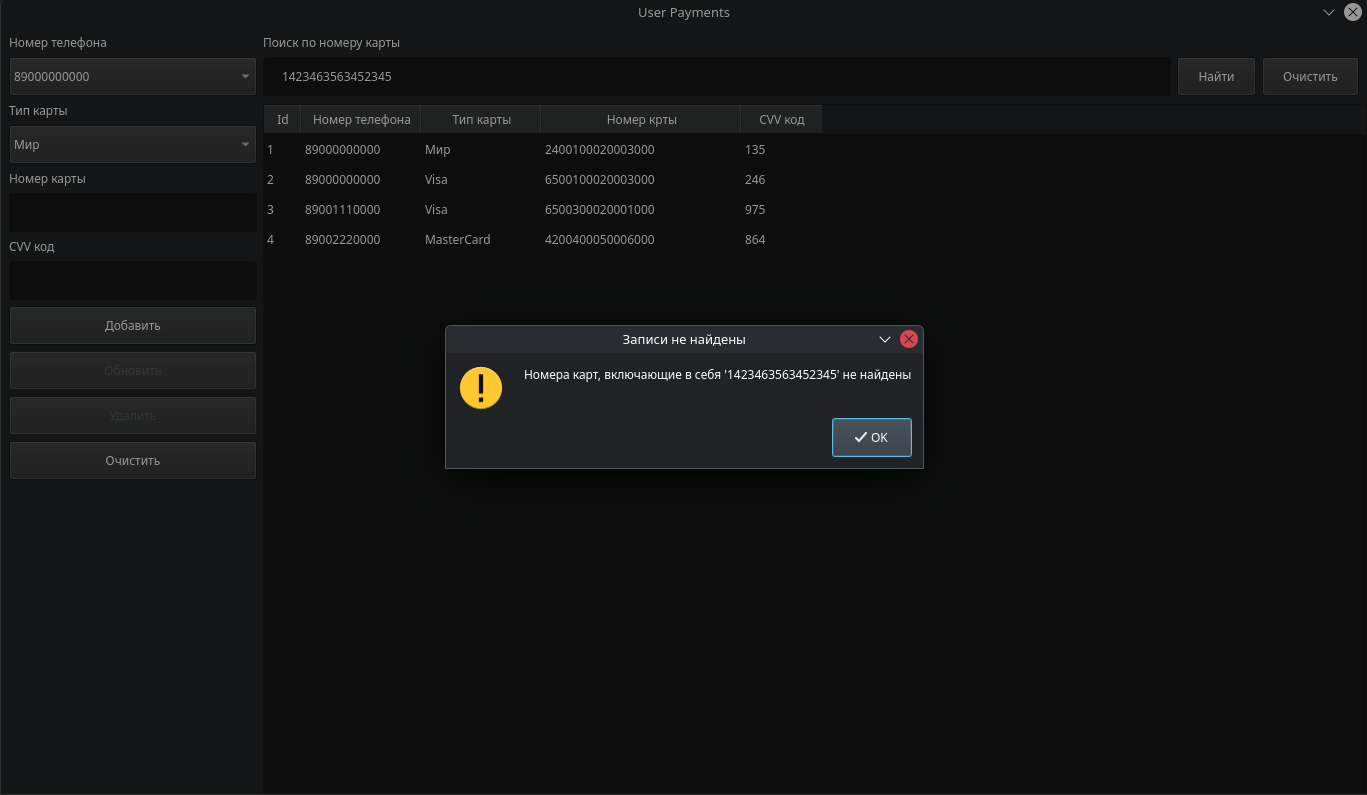 User Payments
Номер телефона
89000000000
Тип карты
Мир
Номер карты
CVV код
Добавить
Обновить
Удалить
Очистить
Поиск по номеру карты
1423463563452345 Найти Очистить
Id Номер телефона Тип карты Номер крты CVV код
1 89000000000 Мир 2400100020003000 135
2 89000000000 Visa 6500100020003000 246
3 89001110000 Visa 6500300020001000 975
4 89002220000 MasterCard 4200400050006000 864
Записи не найдены
Номера карт, включающие в себя '1423463563452345' не найдены
OK